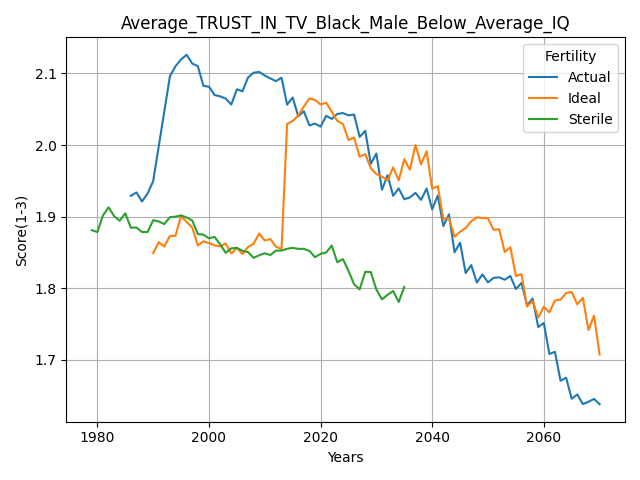 Average_TRUST_IN_TV_Black_Male_Below_Average_IQ
Fertility
Actual
Ideal
Sterile
Score(1-3)
2.1
2.0
1.9
1.8
1.7
1980
2000
2020
2040
2060
Years